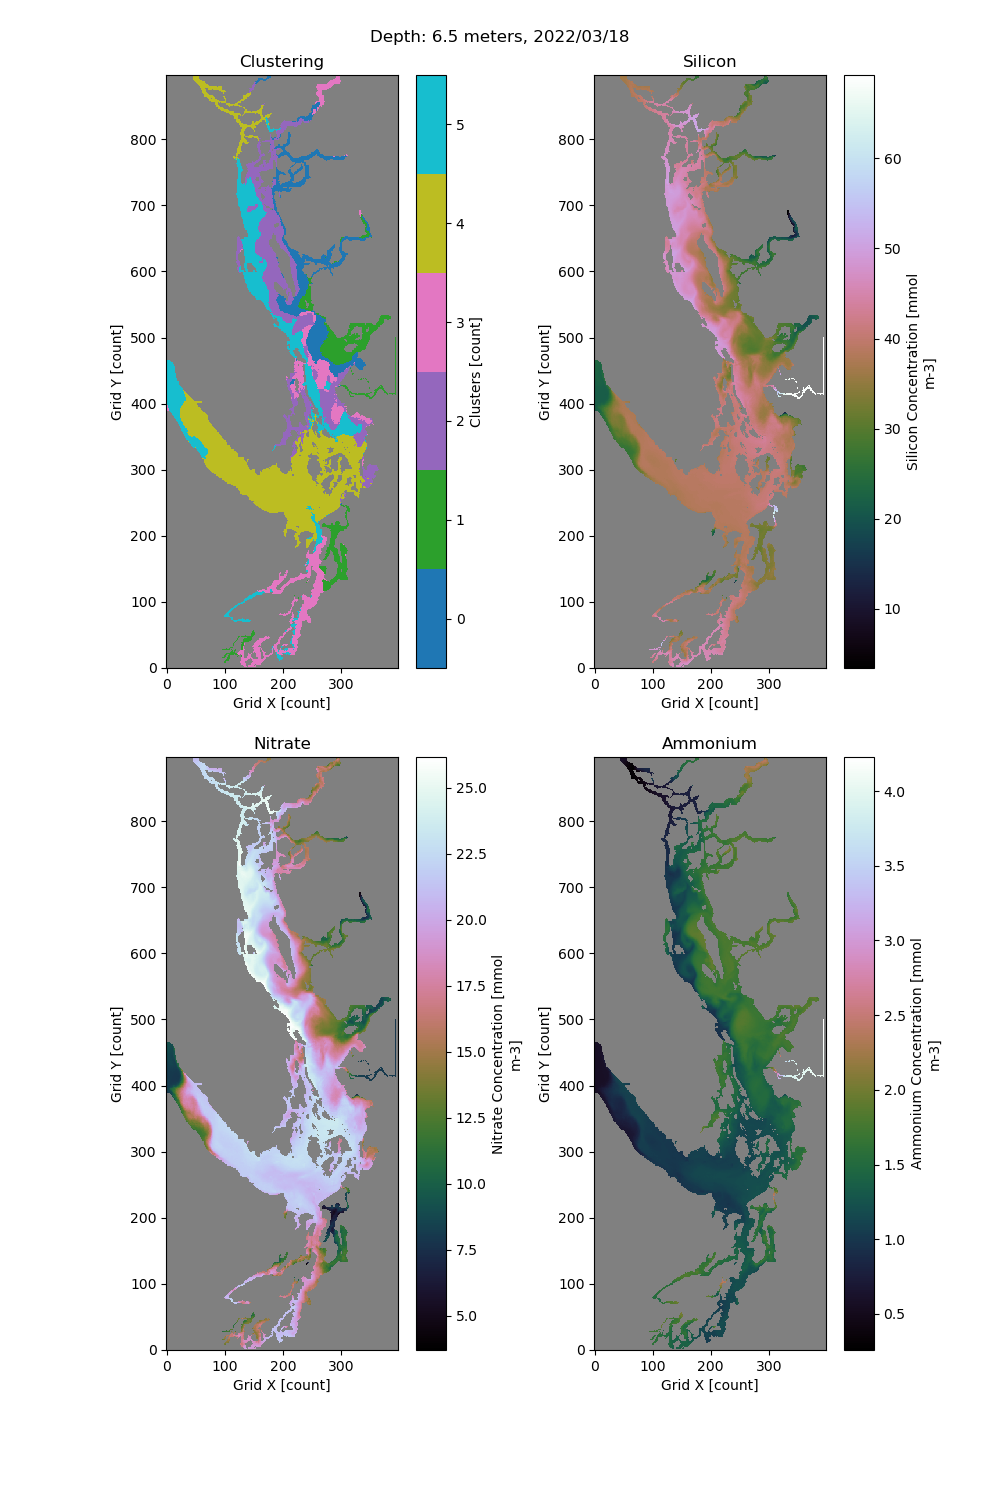 Depth: 6.5 meters, 2022/03/18
Clustering
Silicon
800
700
600
500
400
300
200
100
0
0 100 200 300
Grid X [count]
Grid Y [count]
5
4
3
2
1
0
Clusters [count]
800
700
600
500
400
300
200
100
0
0 100 200 300
Grid X [count]
Grid Y [count]
60
50
40
30
20
10
Silicon Concentration [mmol
m-3]
Nitrate
Ammonium
800
700
600
500
400
300
200
100
0
0 100 200 300
Grid X [count]
Grid Y [count]
25.0
22.5
20.0
17.5
15.0
12.5
10.0
7.5
5.0
Nitrate Concentration [mmol
m-3]
800
700
600
500
400
300
200
100
0
0 100 200 300
Grid X [count]
Grid Y [count]
4.0
3.5
3.0
2.5
2.0
1.5
1.0
0.5
Ammonium Concentration [mmol
m-3]